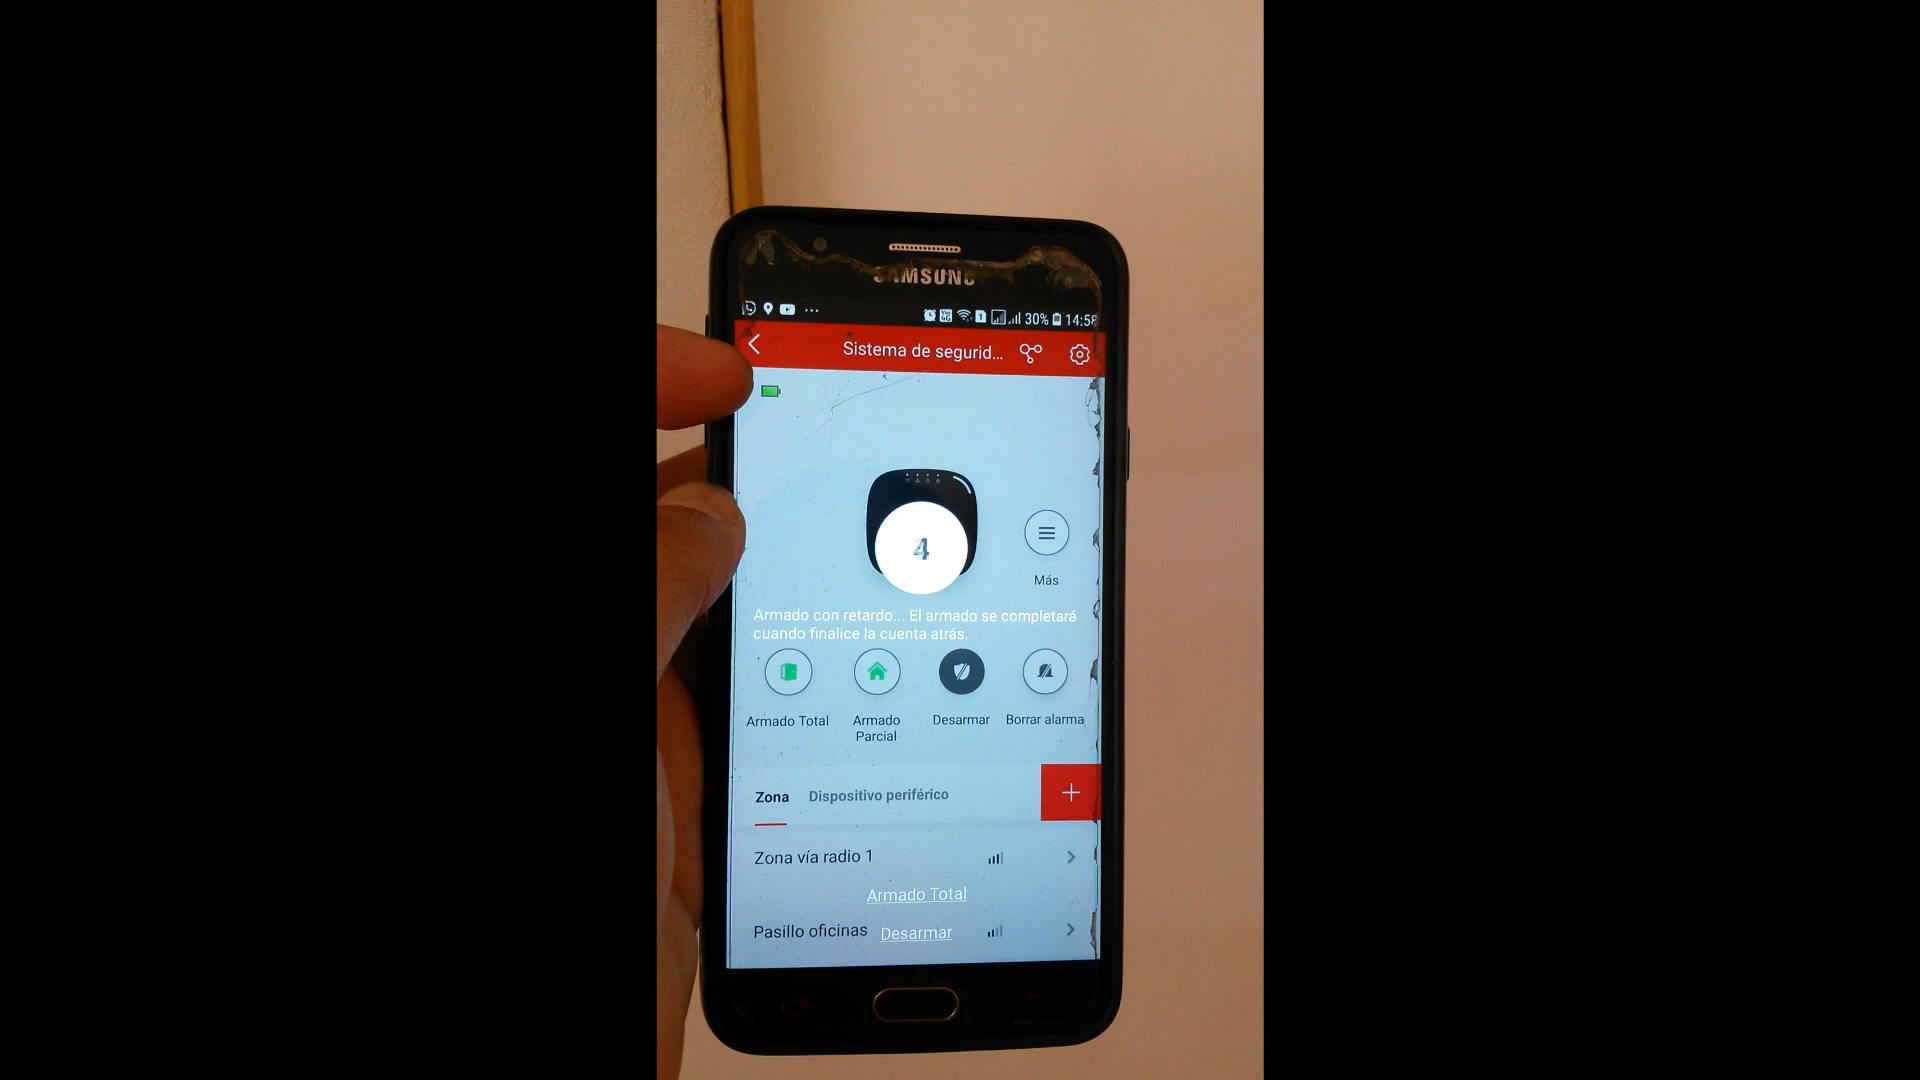 SAMSUNG
30% 14:58
Sistema de segurid...
4
Más
Armado con retardo... El armado se completará
cuando finalice la cuenta atrás.
Armado Total
Armado
Parcial
Desarmar
Borrar alarma
Zona
Dispositivo periférico
+
Zona vía radio 1
Armado Total
Pasillo oficinas
Desarmar